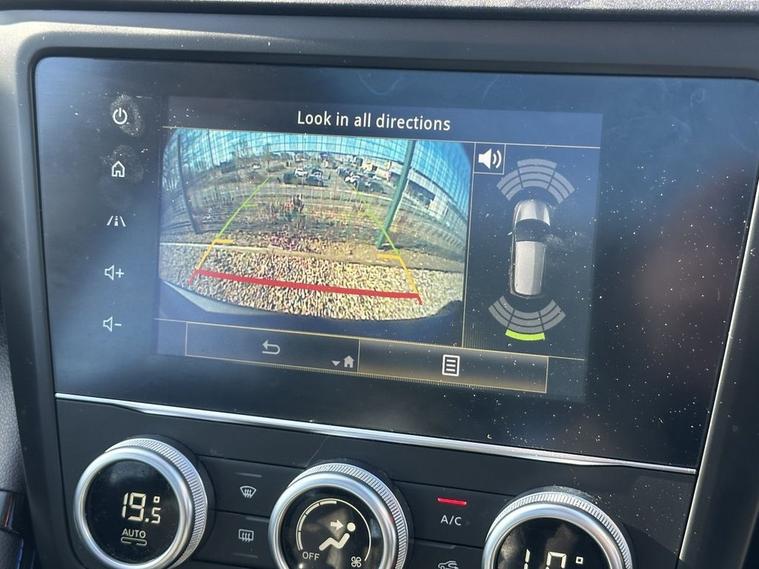 Look in all directions
19.5°
AUTO
OFF
A/C